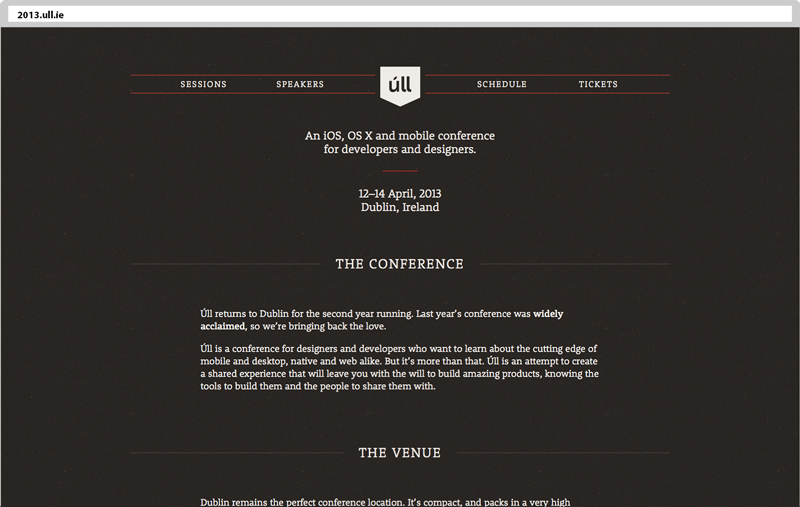 2013.ull.ie
SESSIONS SPEAKERS úll SCHEDULE TICKETS
An iOS, OS X and mobile conference
for developers and designers.
12–14 April, 2013
Dublin, Ireland
THE CONFERENCE
Úll returns to Dublin for the second year running. Last year’s conference was widely
acclaimed, so we’re bringing back the love.
Úll is a conference for designers and developers who want to learn about the cutting edge of
mobile and desktop, native and web alike. But it’s more than that. Úll is an attempt to create
a shared experience that will leave you with the will to build amazing products, knowing the
tools to build them and the people to share them with.
THE VENUE
Dublin remains the perfect conference location. It’s compact, and packs in a very high